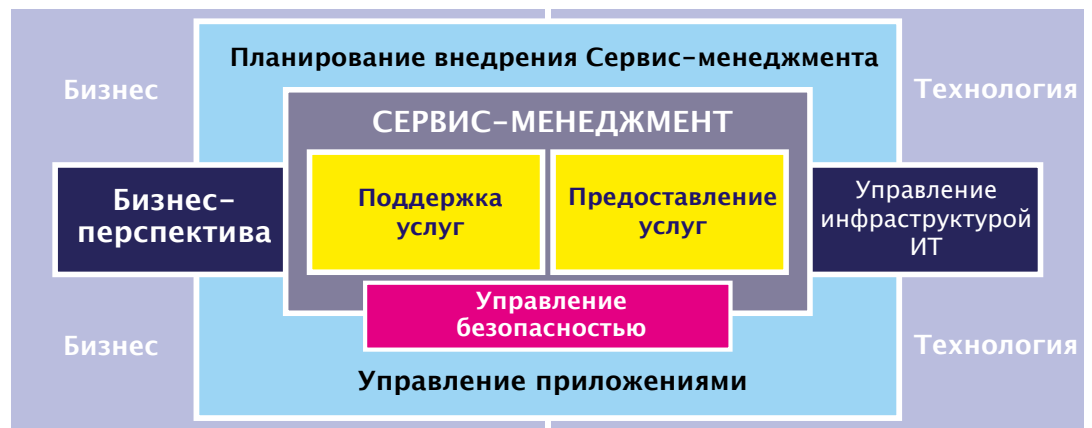 Планирование внедрения Сервис-менеджмента
Бизнес
Технология
СЕРВИС-МЕНЕДЖМЕНТ
Бизнес-
перспектива
Поддержка
услуг
Предоставление
услуг
Управление
инфраструктурой
ИТ
Управление
безопасностью
Бизнес
Технология
Управление приложениями